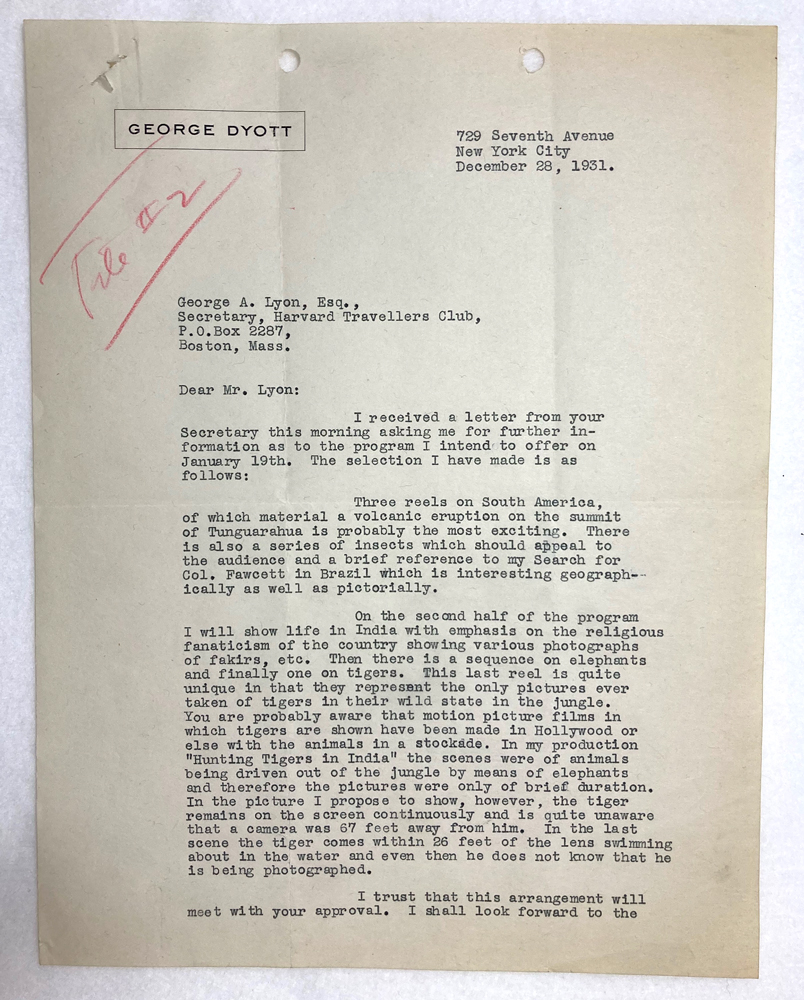 GEORGE DYOTT
729 Seventh Avenue
New York City
December 28, 1931.
File #2
George A. Lyon, Esq.,
Secretary, Harvard Travellers Club,
P.O.Box 2287,
Boston, Mass.
Dear Mr. Lyon:
I received a letter from your
Secretary this morning asking me for further in-
formation as to the program I intend to offer on
January 19th. The selection I have made is as
follows:
Three reels on South America,
of which material a volcanic eruption on the summit
of Tunguarahua is probably the most exciting. There
is also a series of insects which should appeal to
the audience and a brief reference to my Search for
Col. Fawcett in Brazil which is interesting geograph--
ically as well as pictorially.
On the second half of the program
I will show life in India with emphasis on the religious
fanaticism of the country showing various photographs
of fakirs, etc. Then there is a sequence on elephants
and finally one on tigers. This last reel is quite
unique in that they represent the only pictures ever
taken of tigers in their wild state in the jungle.
You are probably aware that motion picture films in
which tigers are shown have been made in Hollywood or
else with the animals in a stockade. In my production
"Hunting Tigers in India" the scenes were of animals
being driven out of the jungle by means of elephants
and therefore the pictures were only of brief duration.
In the picture I propose to show, however, the tiger
remains on the screen continuously and is quite unaware
that a camera was 67 feet away from him. In the last
scene the tiger comes within 26 feet of the lens swimming
about in the water and even then he does not know that he
is being photographed.
I trust that this arrangement will
meet with your approval. I shall look forward to the